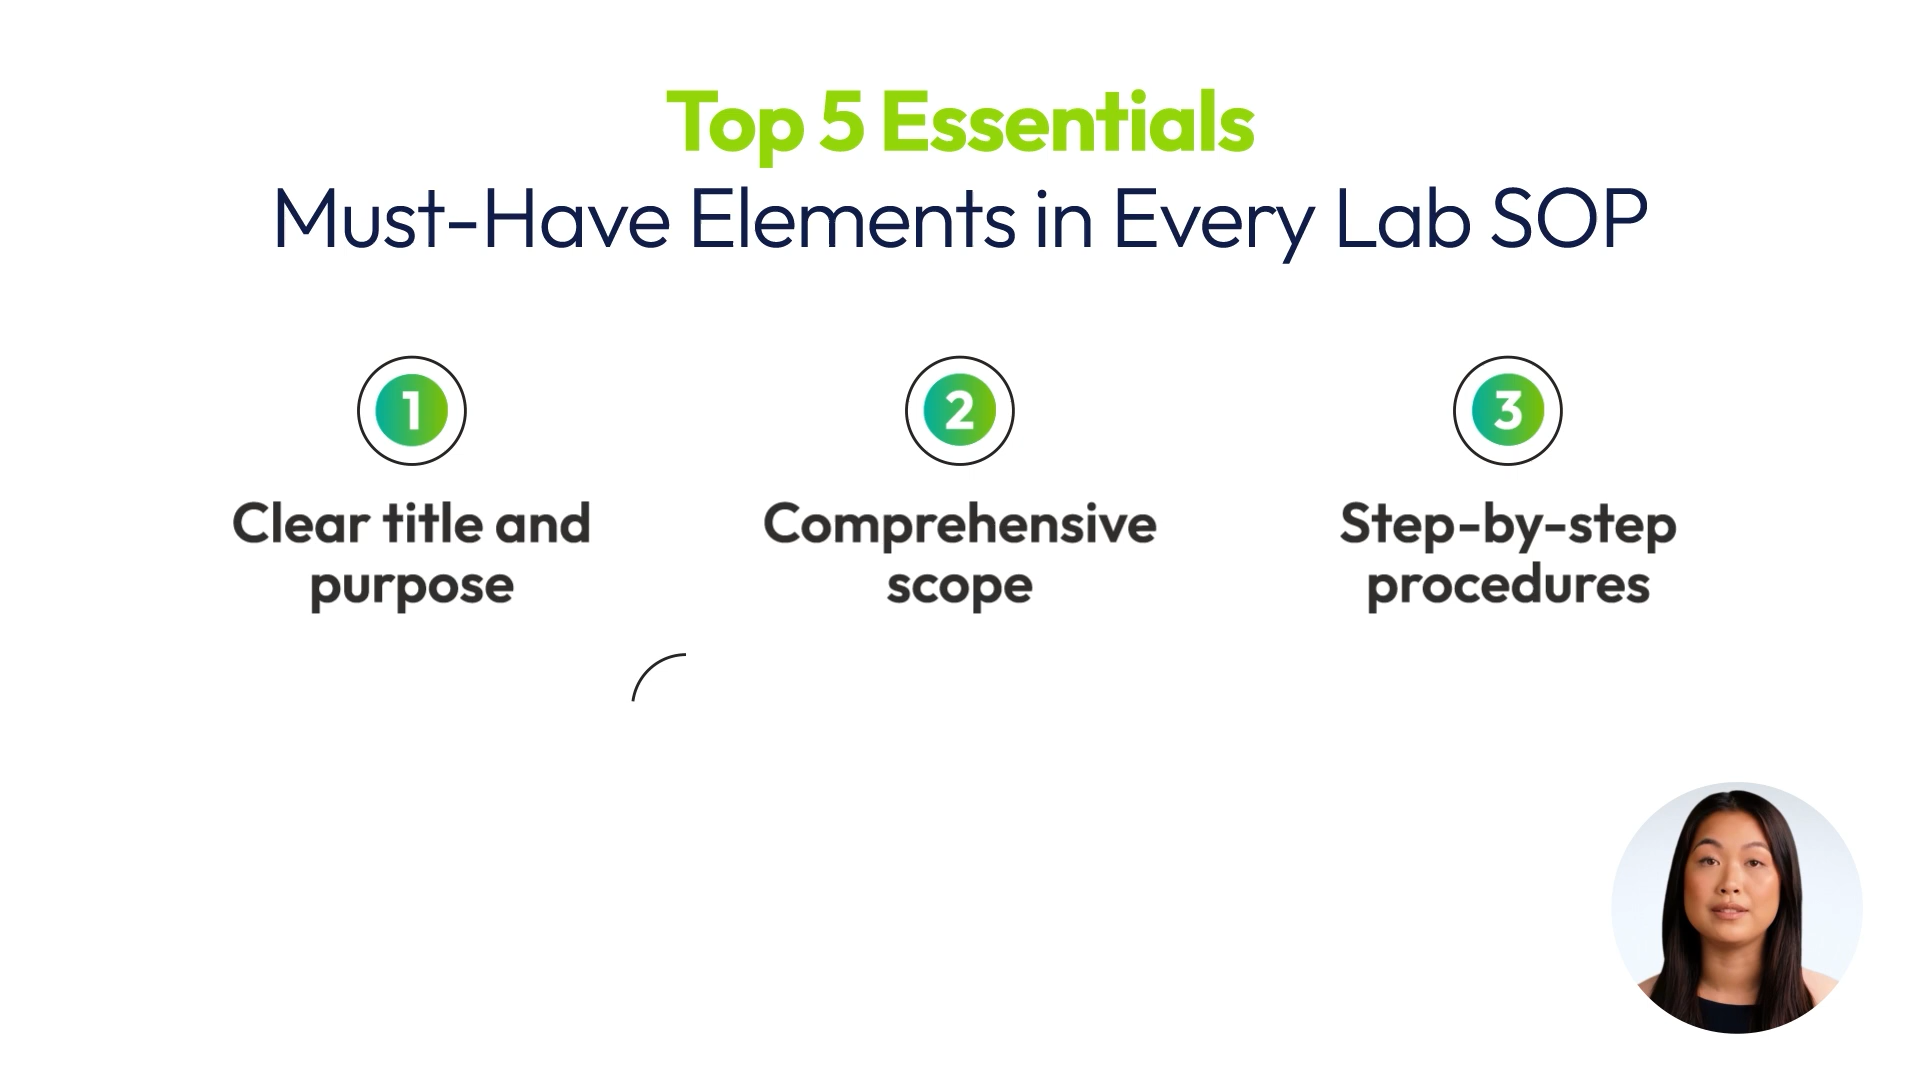 Top 5 Essentials
Must-Have Elements in Every Lab SOP
1
2
3
Clear title and
purpose
Comprehensive
scope
Step-by-step
procedures